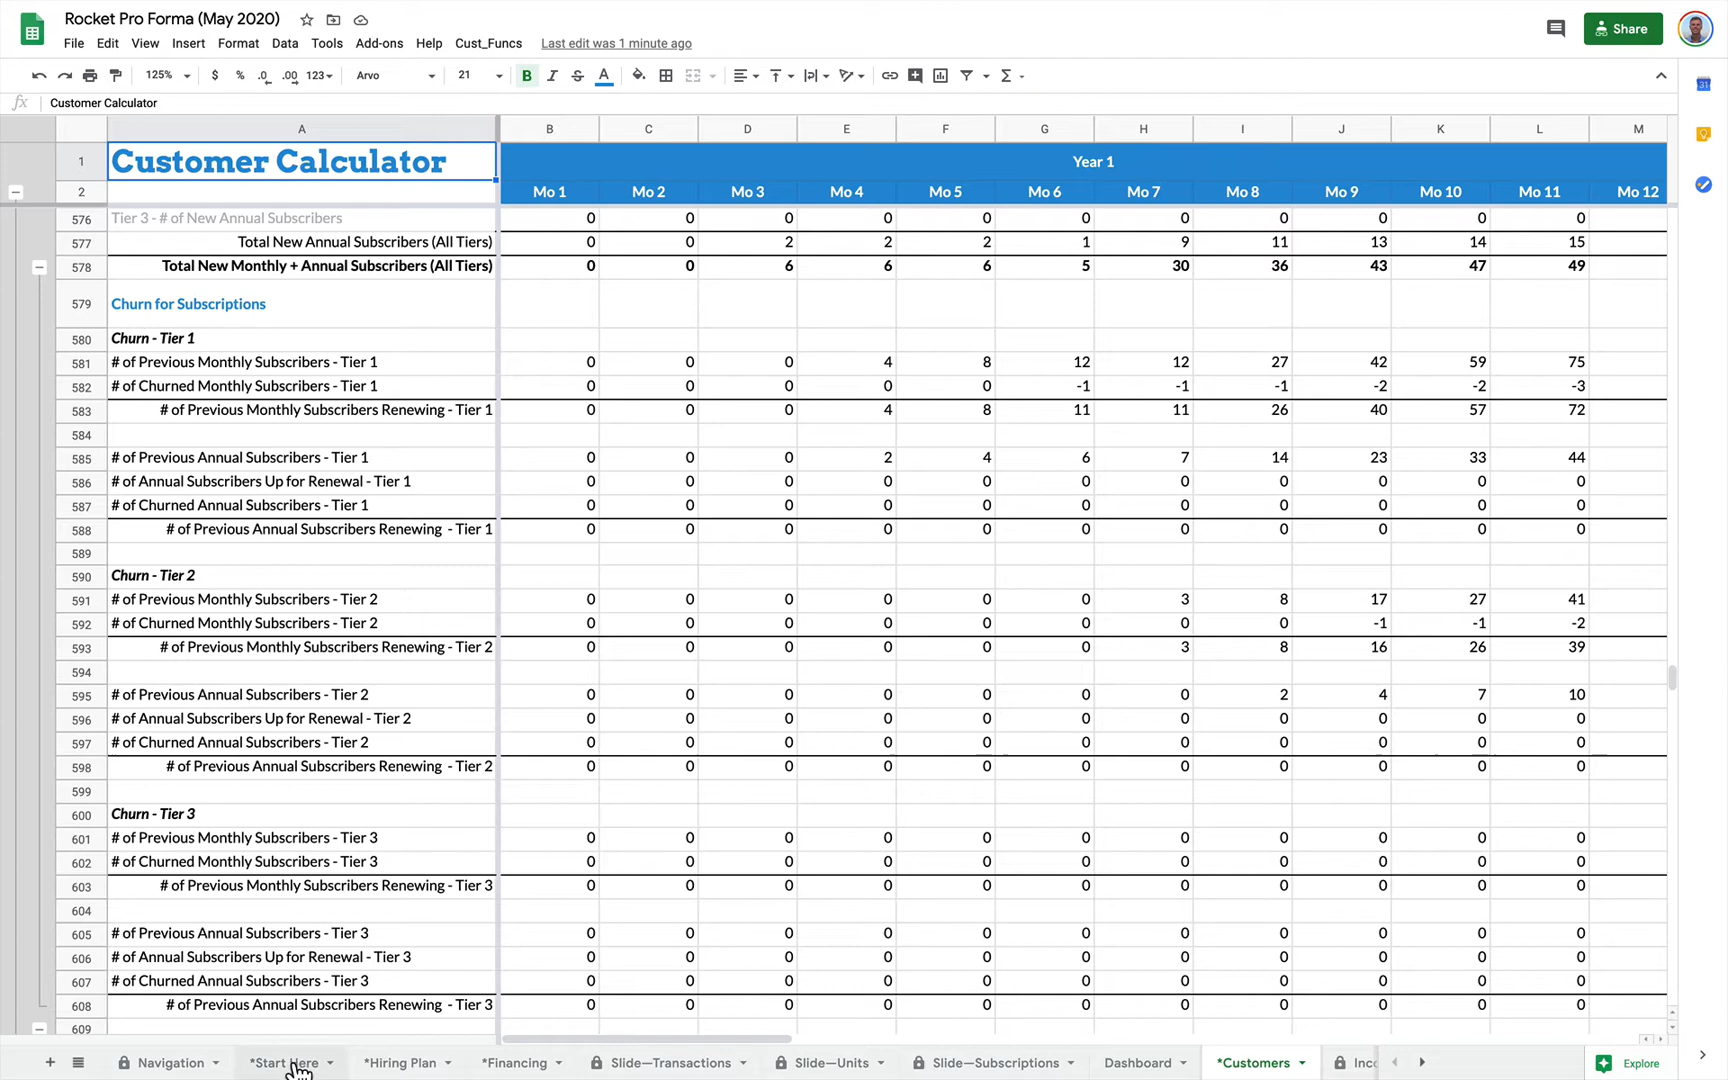 Rocket Pro Forma (May 2020)
File Edit View Insert Format Data Tools Add-ons Help Cust_Funcs Last edit was 1 minute ago
Share
125% $ % .0 .00 123 Arvo 21 B I S A
fx Customer Calculator
A B C D E F G H I J K L M
1 Customer Calculator Year 1
2 Mo 1 Mo 2 Mo 3 Mo 4 Mo 5 Mo 6 Mo 7 Mo 8 Mo 9 Mo 10 Mo 11 Mo 12
576 Tier 3 - # of New Annual Subscribers 0 0 0 0 0 0 0 0 0 0 0
577 Total New Annual Subscribers (All Tiers) 0 0 2 2 2 1 9 11 13 14 15
578 Total New Monthly + Annual Subscribers (All Tiers) 0 0 6 6 6 5 30 36 43 47 49
579 Churn for Subscriptions
580 Churn - Tier 1
581 # of Previous Monthly Subscribers - Tier 1 0 0 0 4 8 12 12 27 42 59 75
582 # of Churned Monthly Subscribers - Tier 1 0 0 0 0 0 -1 -1 -1 -2 -2 -3
583 # of Previous Monthly Subscribers Renewing - Tier 1 0 0 0 4 8 11 11 26 40 57 72
584
585 # of Previous Annual Subscribers - Tier 1 0 0 0 2 4 6 7 14 23 33 44
586 # of Annual Subscribers Up for Renewal - Tier 1 0 0 0 0 0 0 0 0 0 0 0
587 # of Churned Annual Subscribers - Tier 1 0 0 0 0 0 0 0 0 0 0 0
588 # of Previous Annual Subscribers Renewing - Tier 1 0 0 0 0 0 0 0 0 0 0 0
589
590 Churn - Tier 2
591 # of Previous Monthly Subscribers - Tier 2 0 0 0 0 0 0 3 8 17 27 41
592 # of Churned Monthly Subscribers - Tier 2 0 0 0 0 0 0 0 0 -1 -1 -2
593 # of Previous Monthly Subscribers Renewing - Tier 2 0 0 0 0 0 0 3 8 16 26 39
594
595 # of Previous Annual Subscribers - Tier 2 0 0 0 0 0 0 0 2 4 7 10
596 # of Annual Subscribers Up for Renewal - Tier 2 0 0 0 0 0 0 0 0 0 0 0
597 # of Churned Annual Subscribers - Tier 2 0 0 0 0 0 0 0 0 0 0 0
598 # of Previous Annual Subscribers Renewing - Tier 2 0 0 0 0 0 0 0 0 0 0 0
599
600 Churn - Tier 3
601 # of Previous Monthly Subscribers - Tier 3 0 0 0 0 0 0 0 0 0 0 0
602 # of Churned Monthly Subscribers - Tier 3 0 0 0 0 0 0 0 0 0 0 0
603 # of Previous Monthly Subscribers Renewing - Tier 3 0 0 0 0 0 0 0 0 0 0 0
604
605 # of Previous Annual Subscribers - Tier 3 0 0 0 0 0 0 0 0 0 0 0
606 # of Annual Subscribers Up for Renewal - Tier 3 0 0 0 0 0 0 0 0 0 0 0
607 # of Churned Annual Subscribers - Tier 3 0 0 0 0 0 0 0 0 0 0 0
608 # of Previous Annual Subscribers Renewing - Tier 3 0 0 0 0 0 0 0 0 0 0 0
609
Navigation *Start Here *Hiring Plan *Financing Slide—Transactions Slide—Units Slide—Subscriptions Dashboard *Customers Inc Explore